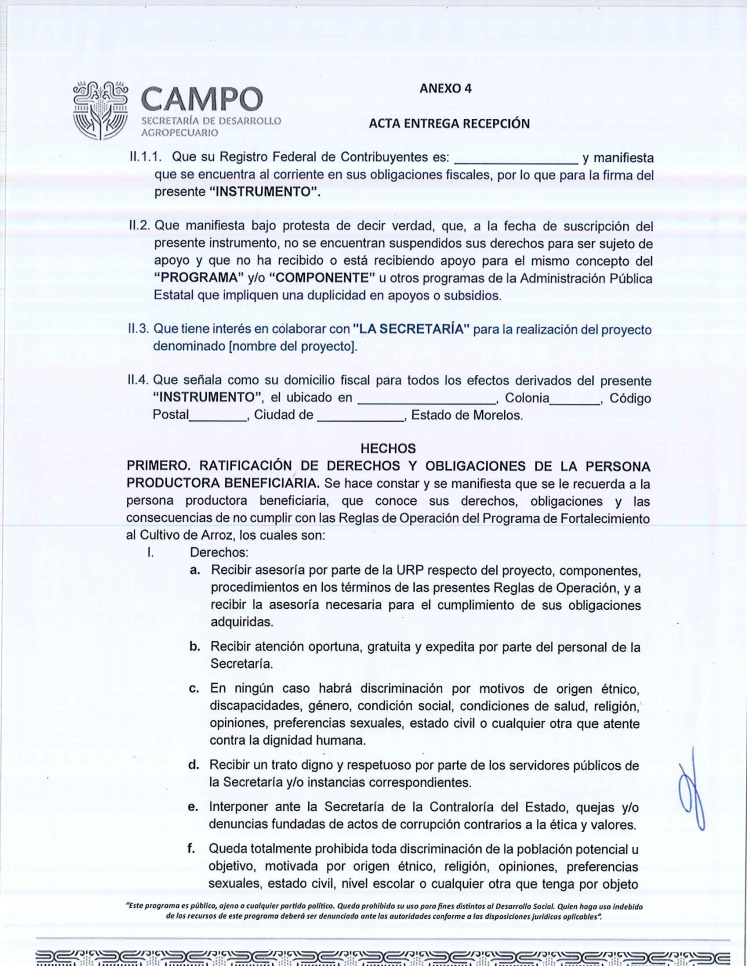 CAMPO
SECRETARÍA DE DESARROLLO
AGROPECUARIO
ANEXO 4
ACTA ENTREGA RECEPCIÓN
II.1.1. Que su Registro Federal de Contribuyentes es: ___________________ y manifiesta
que se encuentra al corriente en sus obligaciones fiscales, por lo que para la firma del
presente “INSTRUMENTO”.
II.2. Que manifiesta bajo protesta de decir verdad, que, a la fecha de suscripción del
presente instrumento, no se encuentran suspendidos sus derechos para ser sujeto de
apoyo y que no ha recibido o está recibiendo apoyo para el mismo concepto del
“PROGRAMA” y/o “COMPONENTE” u otros programas de la Administración Pública
Estatal que impliquen una duplicidad en apoyos o subsidios.
II.3. Que tiene interés en colaborar con "LA SECRETARÍA" para la realización del proyecto
denominado [nombre del proyecto].
II.4. Que señala como su domicilio fiscal para todos los efectos derivados del presente
“INSTRUMENTO”, el ubicado en _____________________, Colonia________, Código
Postal_________, Ciudad de _____________, Estado de Morelos.
HECHOS
PRIMERO. RATIFICACIÓN DE DERECHOS Y OBLIGACIONES DE LA PERSONA
PRODUCTORA BENEFICIARIA. Se hace constar y se manifiesta que se le recuerda a la
persona productora beneficiaria, que conoce sus derechos, obligaciones y las
consecuencias de no cumplir con las Reglas de Operación del Programa de Fortalecimiento
al Cultivo de Arroz, los cuales son:
I. Derechos:
a. Recibir asesoría por parte de la URP respecto del proyecto, componentes,
procedimientos en los términos de las presentes Reglas de Operación, y a
recibir la asesoría necesaria para el cumplimiento de sus obligaciones
adquiridas.
b. Recibir atención oportuna, gratuita y expedita por parte del personal de la
Secretaría.
c. En ningún caso habrá discriminación por motivos de origen étnico,
discapacidades, género, condición social, condiciones de salud, religión,
opiniones, preferencias sexuales, estado civil o cualquier otra que atente
contra la dignidad humana.
d. Recibir un trato digno y respetuoso por parte de los servidores públicos de
la Secretaría y/o instancias correspondientes.
e. Interponer ante la Secretaría de la Contraloría del Estado, quejas y/o
denuncias fundadas de actos de corrupción contrarios a la ética y valores.
f. Queda totalmente prohibida toda discriminación de la población potencial u
objetivo, motivada por origen étnico, religión, opiniones, preferencias
sexuales, estado civil, nivel escolar o cualquier otra que tenga por objeto
"Este programa es público, ajeno a cualquier partido político. Queda prohibido su uso para fines distintos al Desarrollo Social. Quien haga uso indebido
de los recursos de este programa deberá ser denunciado ante las autoridades conforme a las disposiciones jurídicas aplicables".